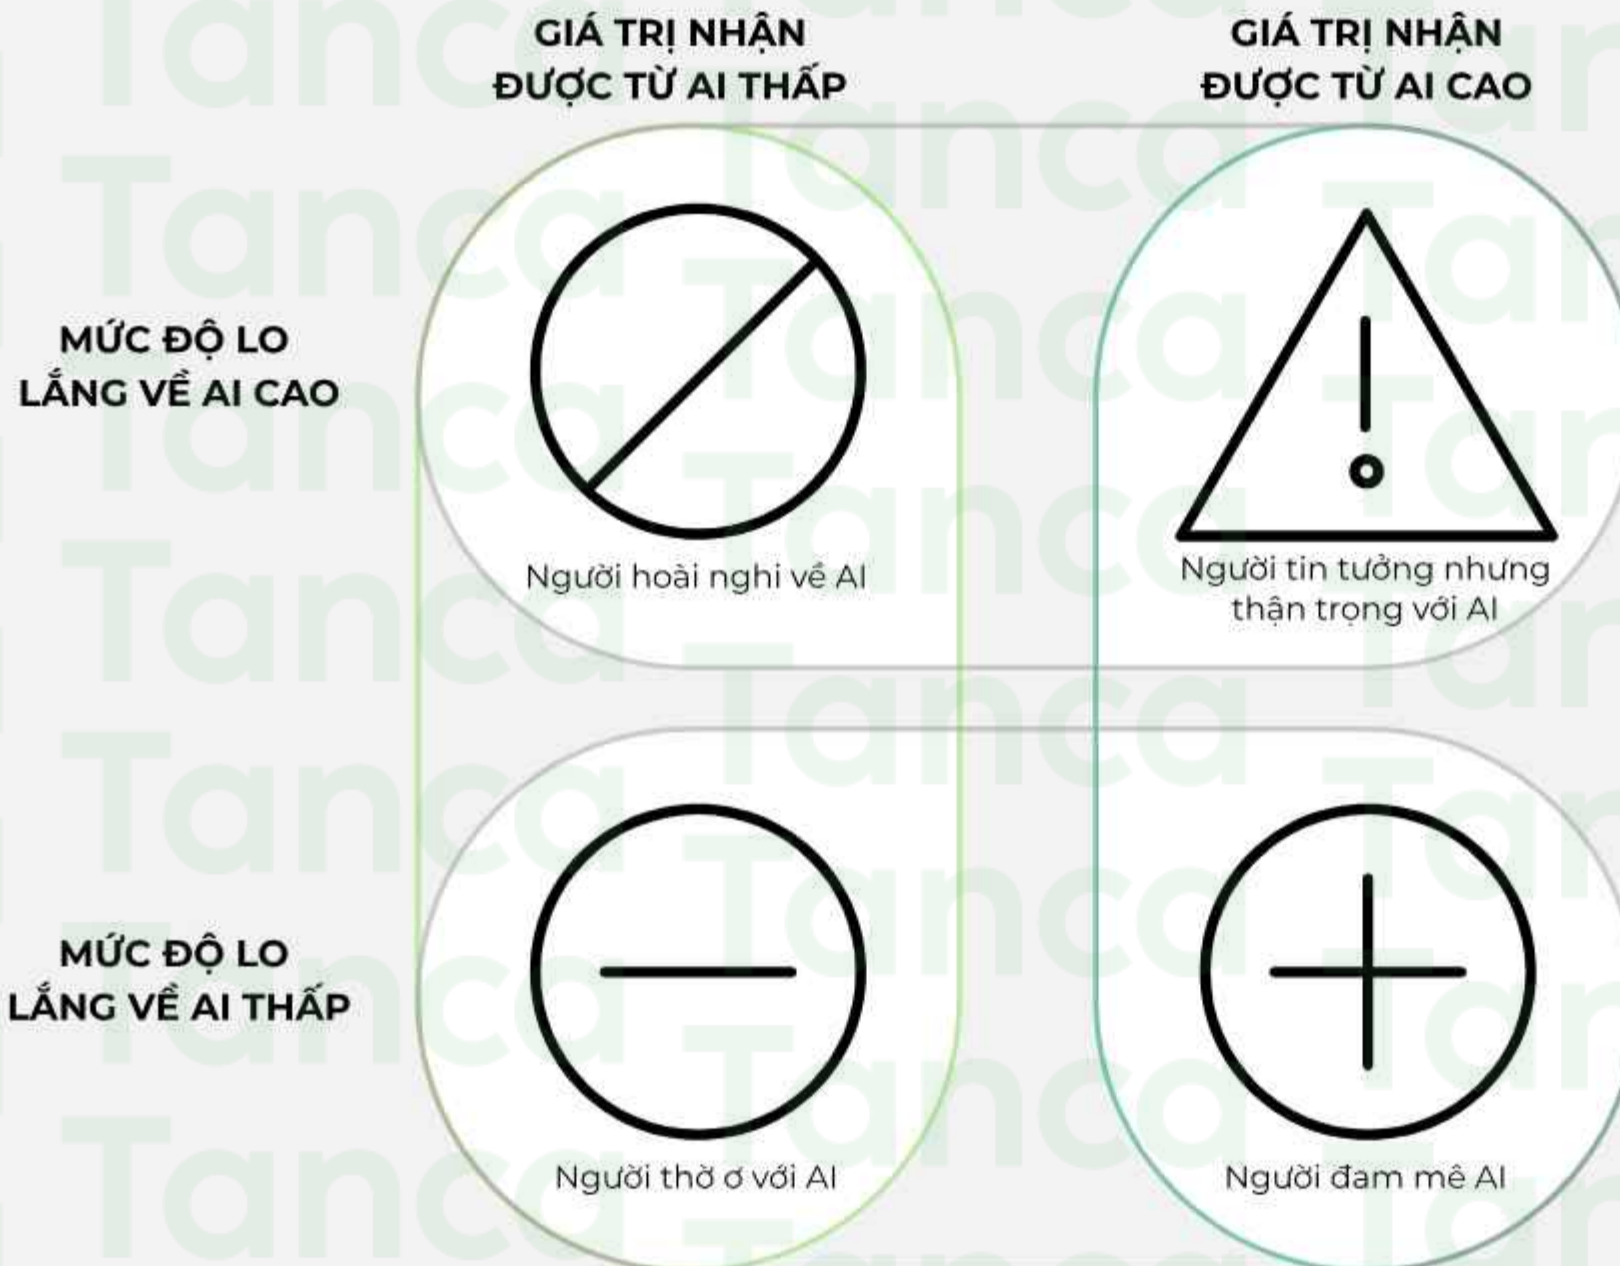 GIÁ TRỊ NHẬN
ĐƯỢC TỪ AI THẤP
GIÁ TRỊ NHẬN
ĐƯỢC TỪ AI CAO
MỨC ĐỘ LO
LẮNG VỀ AI CAO
Người hoài nghi về AI
Người tin tưởng nhưng
thận trọng với AI
MỨC ĐỘ LO
LẮNG VỀ AI THẤP
Người thờ ơ với AI
Người đam mê AI
Tanca